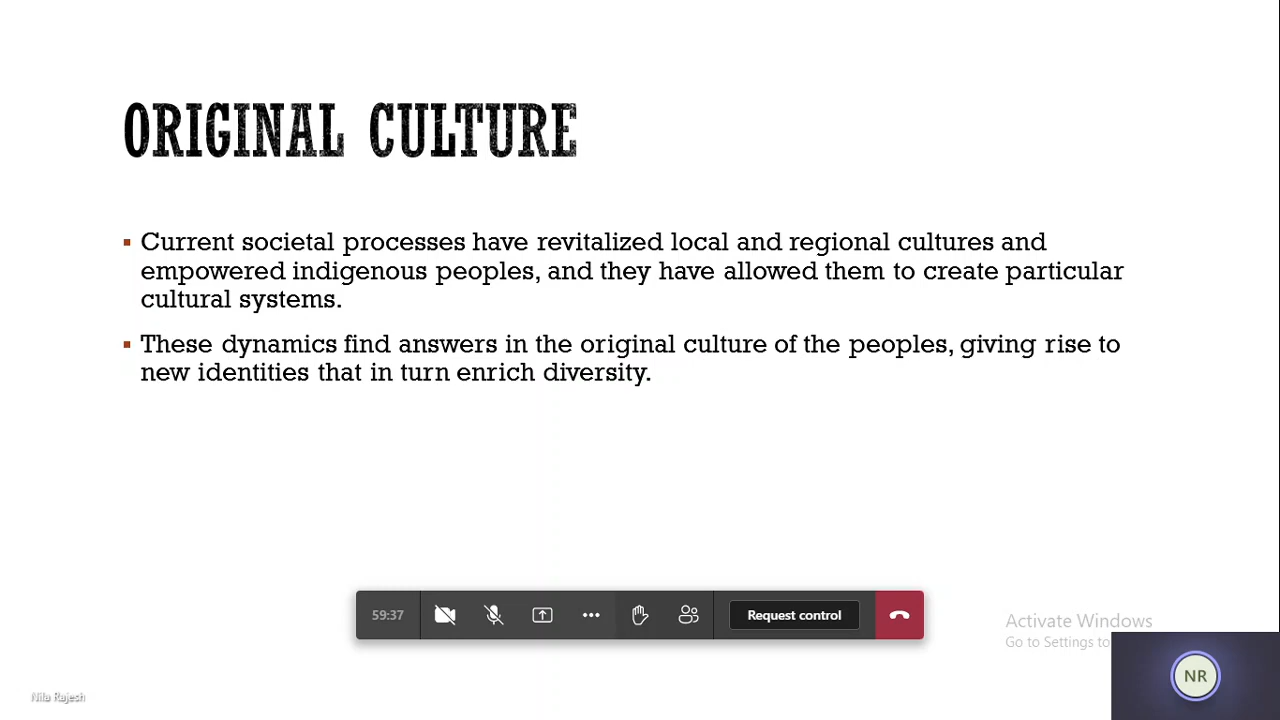 ORIGINAL CULTURE
Current societal processes have revitalized local and regional cultures and
empowered indigenous peoples, and they have allowed them to create particular
cultural systems.
These dynamics find answers in the original culture of the peoples, giving rise to
new identities that in turn enrich diversity.
59:37
Request control
Activate Windows
Go to Settings to
NR
Nila Rajesh